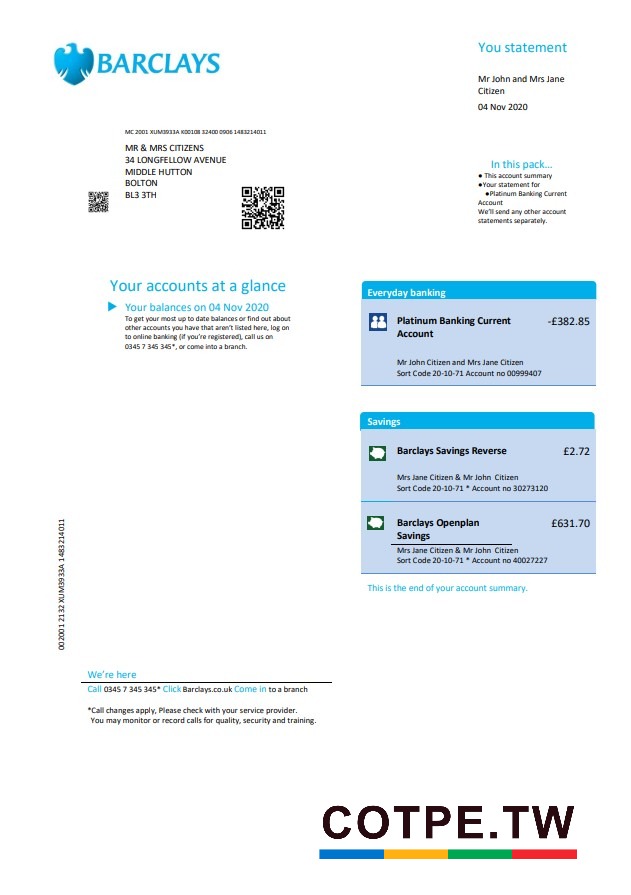 BARCLAYS
You statement
Mr John and Mrs Jane
Citizen
04 Nov 2020
MC 2001 XUM3933A K00108 32400 0906 1483214011
MR & MRS CITIZENS
34 LONGFELLOW AVENUE
MIDDLE HUTTON
BOLTON
BL3 3TH
In this pack...
● This account summary
●Your statement for
●Platinum Banking Current
Account
We'll send any other account
statements separately.
Your accounts at a glance
Your balances on 04 Nov 2020
To get your most up to date balances or find out about
other accounts you have that aren't listed here, log on
to online banking (if you're registered), call us on
0345 7 345 345*, or come into a branch.
Everyday banking
Platinum Banking Current -£382.85
Account
Mr John Citizen and Mrs Jane Citizen
Sort Code 20-10-71 Account no 00999407
Savings
Barclays Savings Reverse £2.72
Mrs Jane Citizen & Mr John Citizen
Sort Code 20-10-71 * Account no 30273120
Barclays Openplan £631.70
Savings
Mrs Jane Citizen & Mr John Citizen
Sort Code 20-10-71 * Account no 40027227
This is the end of your account summary.
002001 2132 XUM3933A 1483214011
We're here
Call 0345 7 345 345* Click Barclays.co.uk Come in to a branch
*Call changes apply, Please check with your service provider.
You may monitor or record calls for quality, security and training.
COTPE.TW